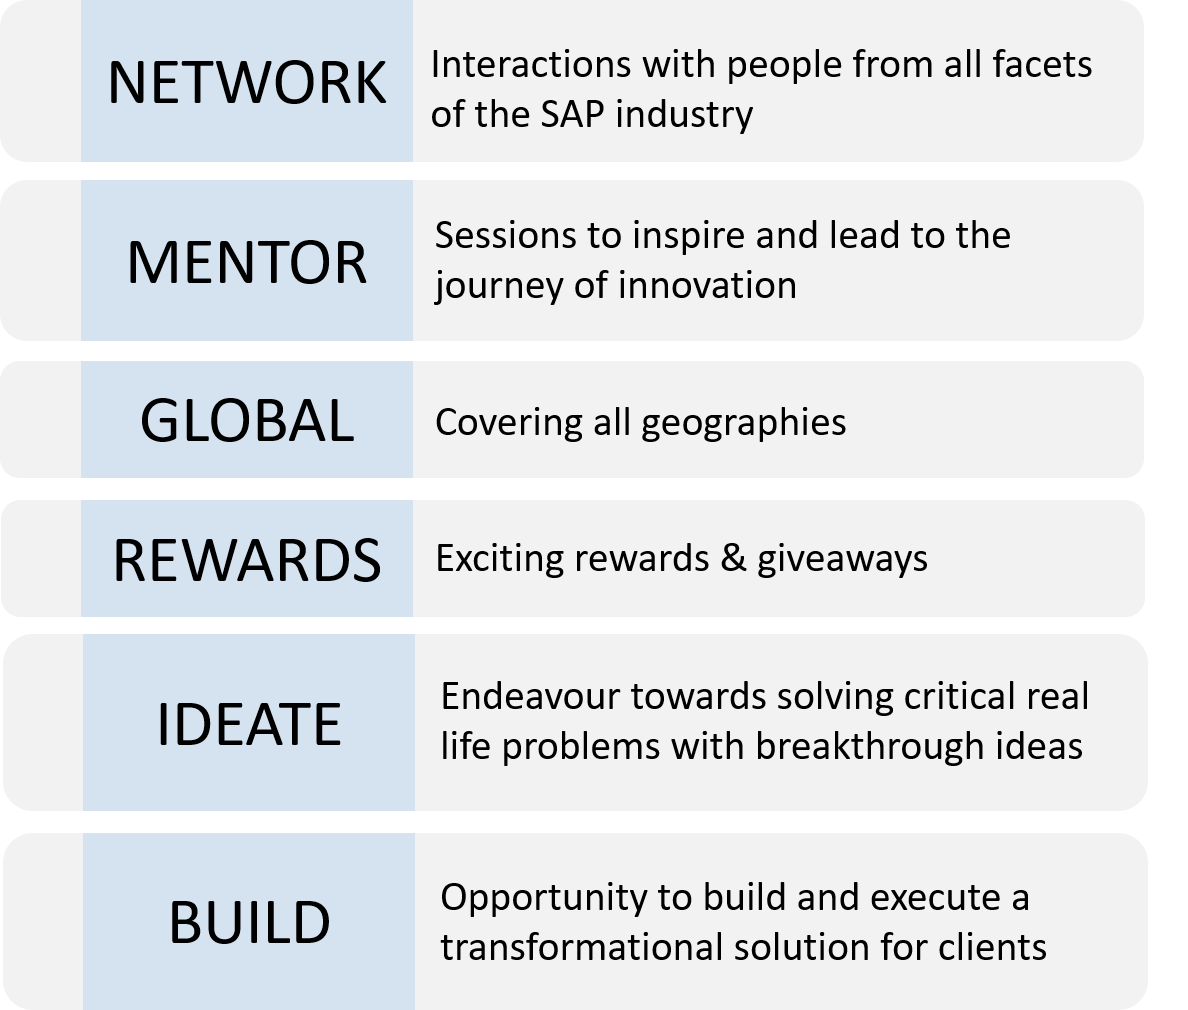 NETWORK
Interactions with people from all facets
of the SAP industry
MENTOR
Sessions to inspire and lead to the
journey of innovation
GLOBAL
Covering all geographies
REWARDS
Exciting rewards & giveaways
IDEATE
Endeavour towards solving critical real
life problems with breakthrough ideas
BUILD
Opportunity to build and execute a
transformational solution for clients